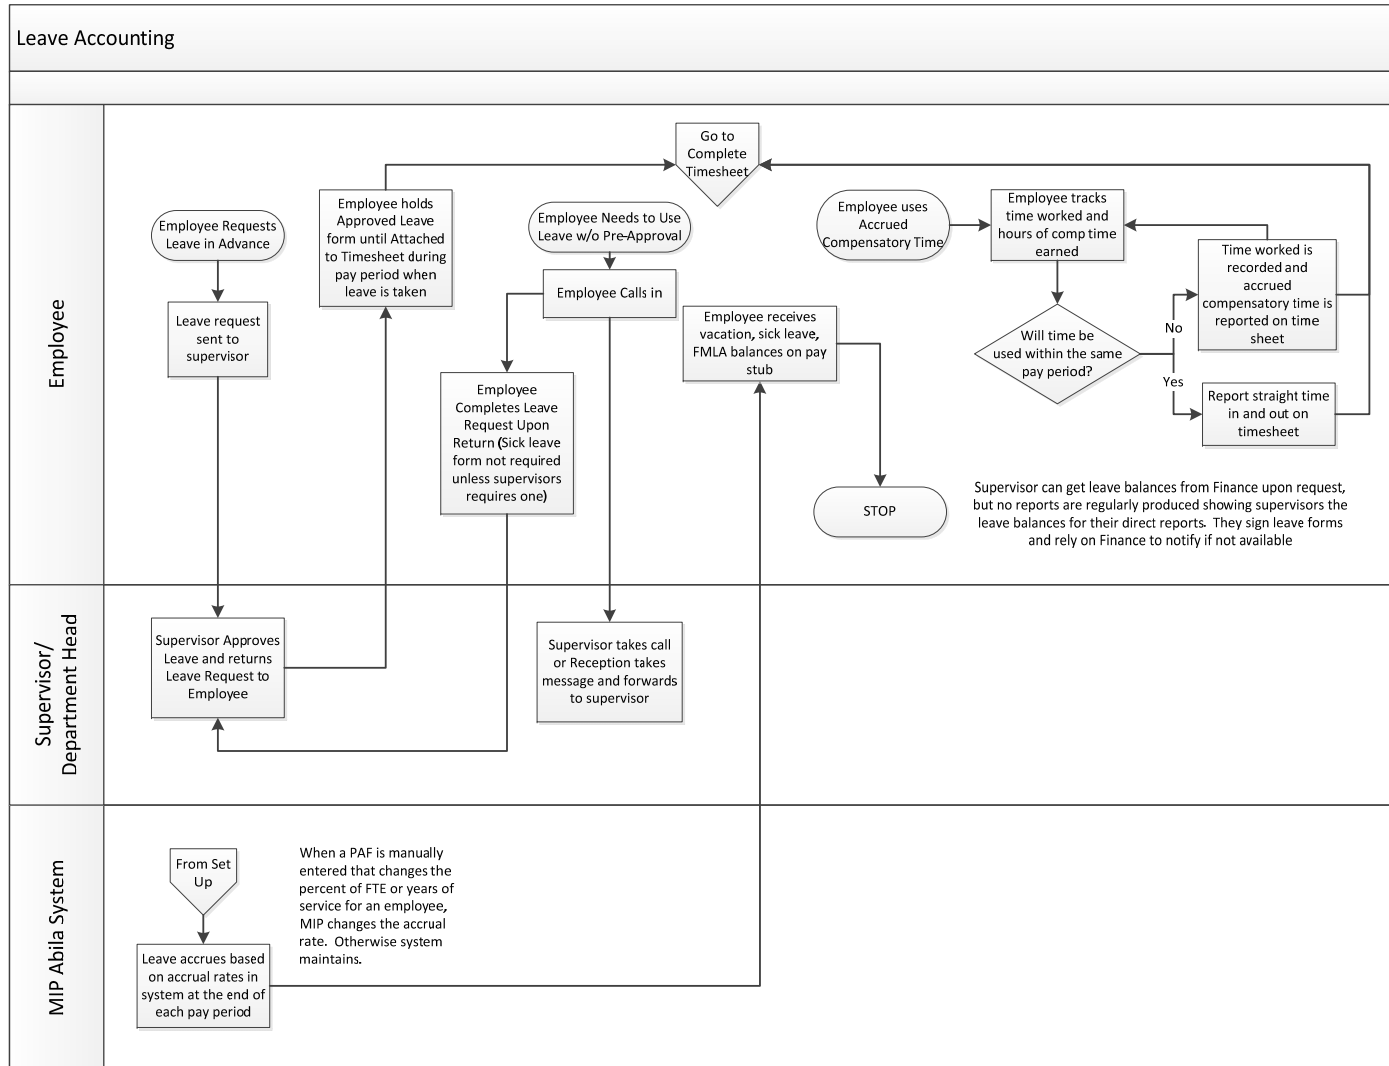 Leave Accounting
Employee
Go to
Complete
Timesheet
Employee Requests
Leave in Advance
Leave request
sent to
supervisor
Employee holds
Approved Leave
form until Attached
to Timesheet during
pay period when
leave is taken
Employee Needs to Use
Leave w/o Pre-Approval
Employee Calls in
Employee
Completes Leave
Request Upon
Return (Sick leave
form not required
unless supervisors
requires one)
Employee receives
vacation, sick leave,
FMLA balances on pay
stub
STOP
Employee uses
Accrued
Compensatory Time
Employee tracks
time worked and
hours of comp time
earned
Will time be
used within the same
pay period?
No
Yes
Time worked is
recorded and
accrued
compensatory time is
reported on time
sheet
Report straight time
in and out on
timesheet
Supervisor can get leave balances from Finance upon request,
but no reports are regularly produced showing supervisors the
leave balances for their direct reports. They sign leave forms
and rely on Finance to notify if not available
Supervisor/
Department Head
Supervisor Approves
Leave and returns
Leave Request to
Employee
Supervisor takes call
or Reception takes
message and forwards
to supervisor
MIP Abila System
From Set
Up
Leave accrues based
on accrual rates in
system at the end of
each pay period
When a PAF is manually
entered that changes the
percent of FTE or years of
service for an employee,
MIP changes the accrual
rate. Otherwise system
maintains.